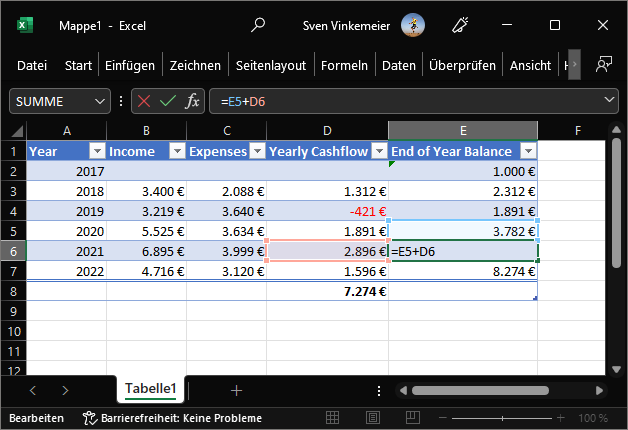 Mappe1 - Excel
Sven Vinkemeier
Datei Start Einfügen Zeichnen Seitenlayout Formeln Daten Überprüfen Ansicht
SUMME fx =E5+D6
A B C D E F
1 Year Income Expenses Yearly Cashflow End of Year Balance
2 2017 1.000 €
3 2018 3.400 € 2.088 € 1.312 € 2.312 €
4 2019 3.219 € 3.640 € -421 € 1.891 €
5 2020 5.525 € 3.634 € 1.891 € 3.782 €
6 2021 6.895 € 3.999 € 2.896 € =E5+D6
7 2022 4.716 € 3.120 € 1.596 € 8.274 €
8 7.274 €
9
10
11
12
Tabelle1
Bearbeiten Barrierefreiheit: Keine Probleme 100 %